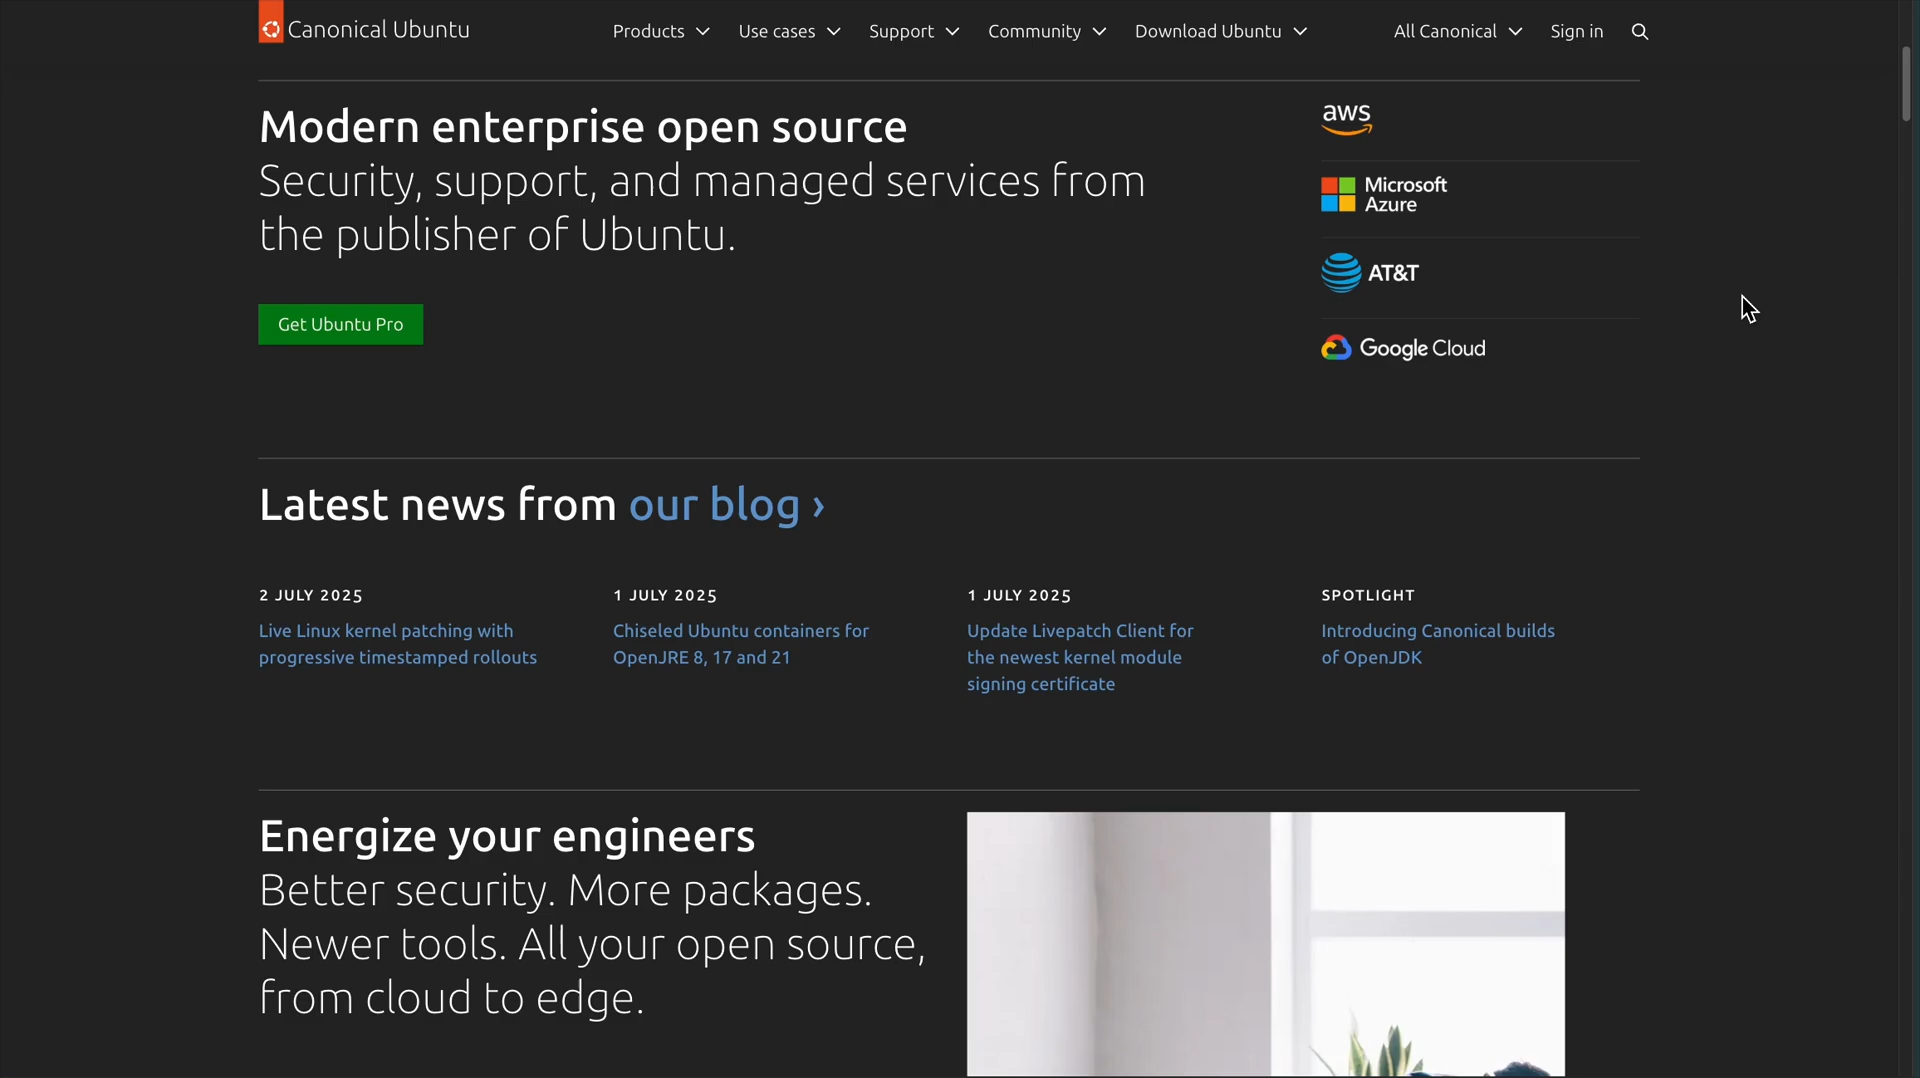 Canonical Ubuntu
Products
Use cases
Support
Community
Download Ubuntu
All Canonical
Sign in
Modern enterprise open source
Security, support, and managed services from
the publisher of Ubuntu.
Get Ubuntu Pro
aws
Microsoft
Azure
AT&T
Google Cloud
Latest news from our blog ›
2 JULY 2025
Live Linux kernel patching with
progressive timestamped rollouts
1 JULY 2025
Chiseled Ubuntu containers for
OpenJRE 8, 17 and 21
1 JULY 2025
Update Livepatch Client for
the newest kernel module
signing certificate
SPOTLIGHT
Introducing Canonical builds
of OpenJDK
Energize your engineers
Better security. More packages.
Newer tools. All your open source,
from cloud to edge.